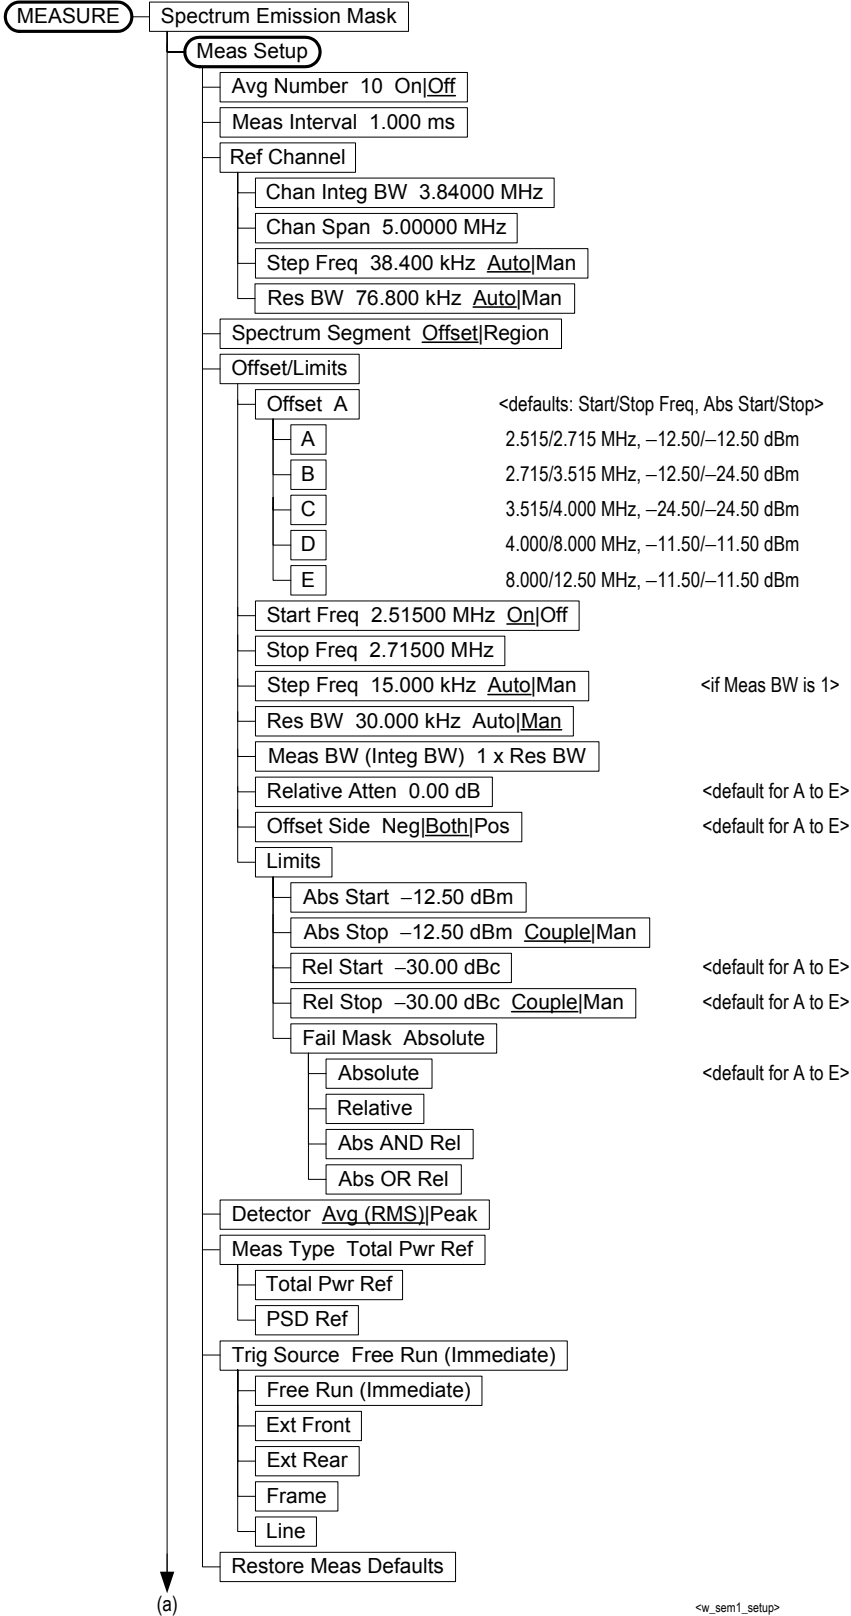 MEASURE Spectrum Emission Mask
Meas Setup
Avg Number 10 On|Off
Meas Interval 1.000 ms
Ref Channel
Chan Integ BW 3.84000 MHz
Chan Span 5.00000 MHz
Step Freq 38.400 kHz Auto|Man
Res BW 76.800 kHz Auto|Man
Spectrum Segment Offset|Region
Offset/Limits
Offset A <defaults: Start/Stop Freq, Abs Start/Stop>
A 2.515/2.715 MHz, −12.50/−12.50 dBm
B 2.715/3.515 MHz, −12.50/−24.50 dBm
C 3.515/4.000 MHz, −24.50/−24.50 dBm
D 4.000/8.000 MHz, −11.50/−11.50 dBm
E 8.000/12.50 MHz, −11.50/−11.50 dBm
Start Freq 2.51500 MHz On|Off
Stop Freq 2.71500 MHz
Step Freq 15.000 kHz Auto|Man <if Meas BW is 1>
Res BW 30.000 kHz Auto|Man
Meas BW (Integ BW) 1 x Res BW
Relative Atten 0.00 dB <default for A to E>
Offset Side Neg|Both|Pos <default for A to E>
Limits
Abs Start −12.50 dBm
Abs Stop −12.50 dBm Couple|Man
Rel Start −30.00 dBc <default for A to E>
Rel Stop −30.00 dBc Couple|Man <default for A to E>
Fail Mask Absolute
Absolute <default for A to E>
Relative
Abs AND Rel
Abs OR Rel
Detector Avg (RMS)|Peak
Meas Type Total Pwr Ref
Total Pwr Ref
PSD Ref
Trig Source Free Run (Immediate)
Free Run (Immediate)
Ext Front
Ext Rear
Frame
Line
Restore Meas Defaults
(a) <w_sem1_setup>